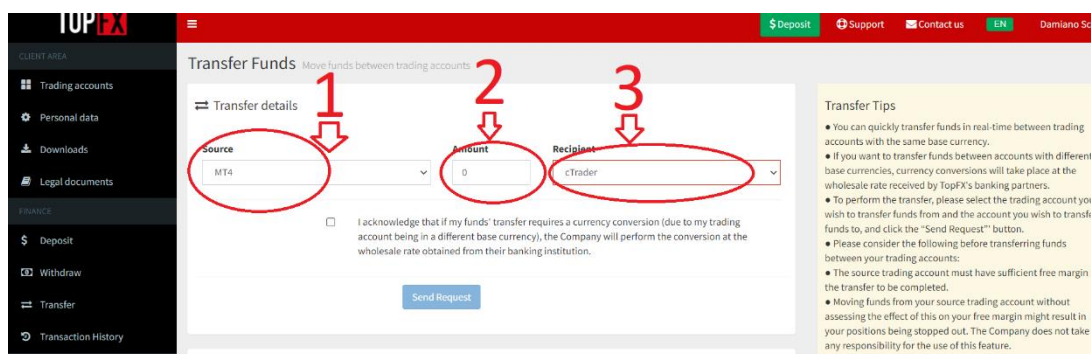 TOPFX
$ Deposit
Support
Contact us
EN
Damiano Sc
CLIENT AREA
Trading accounts
Personal data
Downloads
Legal documents
FINANCE
$ Deposit
Withdraw
Transfer
Transaction History
Transfer Funds Move funds between trading accounts
1
2
3
Transfer details
Source
Amount
Recipient
MT4
0
cTrader
I acknowledge that if my funds' transfer requires a currency conversion (due to my trading
account being in a different base currency), the Company will perform the conversion at the
wholesale rate obtained from their banking institution.
Send Request
Transfer Tips
● You can quickly transfer funds in real-time between trading
accounts with the same base currency.
● If you want to transfer funds between accounts with different
base currencies, currency conversions will take place at the
wholesale rate received by TopFX's banking partners.
● To perform the transfer, please select the trading account you
wish to transfer funds from and the account you wish to transfe
funds to, and click the "Send Request"' button.
● Please consider the following before transferring funds
between your trading accounts:
● The source trading account must have sufficient free margin
the transfer to be completed.
● Moving funds from your source trading account without
assessing the effect of this on your free margin might result in
your positions being stopped out. The Company does not take
any responsibility for the use of this feature.